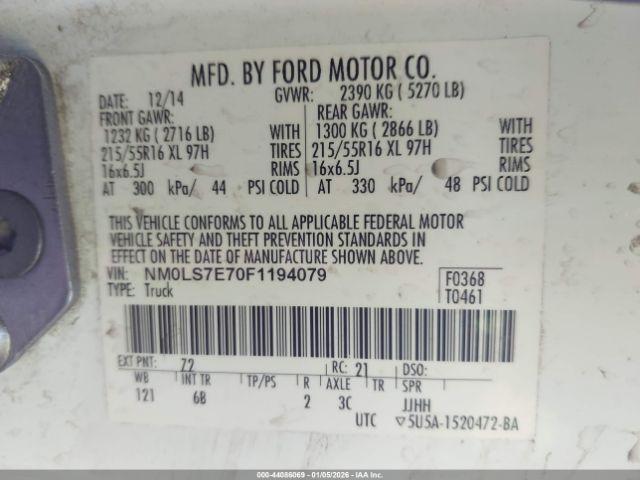 MFD. BY FORD MOTOR CO.
DATE: 12/14 GVWR: 2390 KG ( 5270 LB)
FRONT GAWR: REAR GAWR:
1232 KG ( 2716 LB) WITH 1300 KG ( 2866 LB) WITH
215/55R16 XL 97H TIRES 215/55R16 XL 97H TIRES
16x6.5J RIMS 16x6.5J RIMS
AT 300 kPa/ 44 PSI COLD AT 330 kPa/ 48 PSI COLD
THIS VEHICLE CONFORMS TO ALL APPLICABLE FEDERAL MOTOR
VEHICLE SAFETY AND THEFT PREVENTION STANDARDS IN
EFFECT ON THE DATE OF MANUFACTURE SHOWN ABOVE.
VIN: NM0LS7E70F1194079 F0368
TYPE: Truck T0461
EXT PNT: 72 RC: 21 DSO:
WB INT TR TP/PS R AXLE TR SPR
121 6B 2 3C JJHH
UTC ▽5USA-1520472-BA
000-44086069 - 01/05/2026 - IAAI.COM